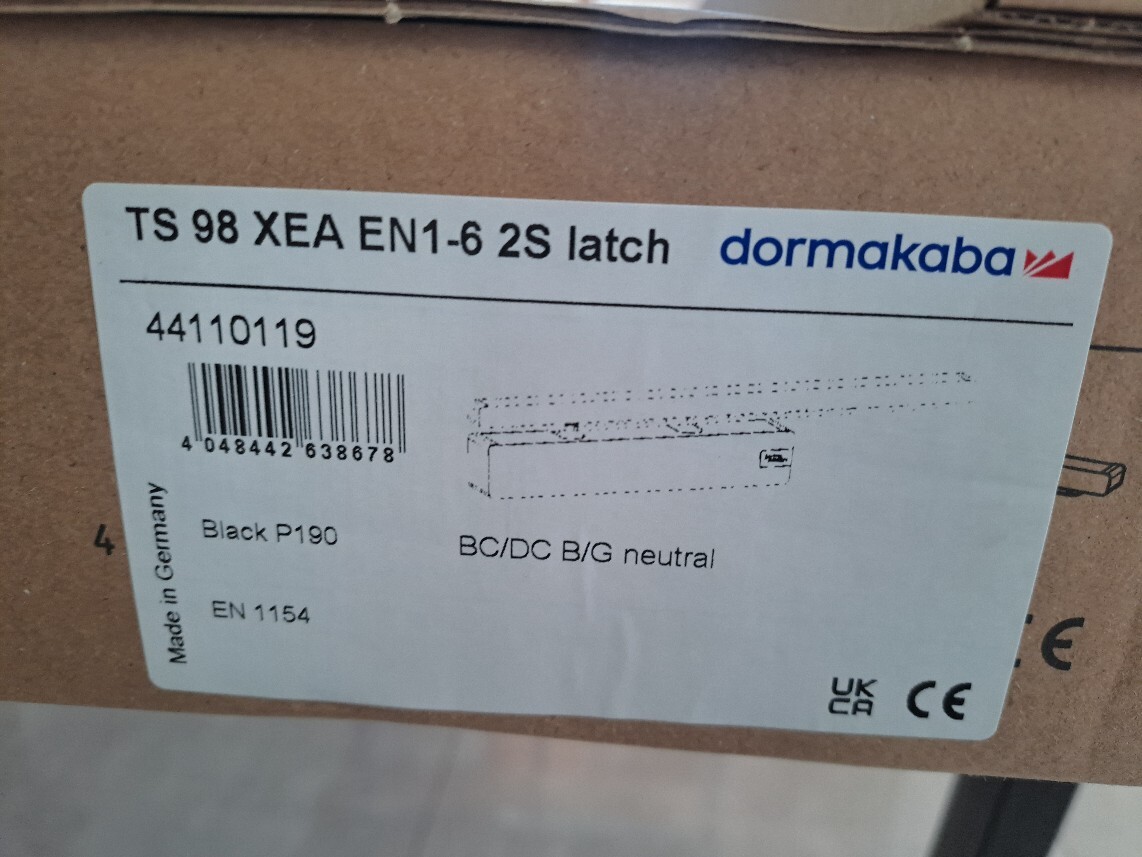 TS 98 XEA EN1-6 2S latch
dormakaba
44110119
4 048442 638678
Made in Germany
Black P190
BC/DC B/G neutral
EN 1154
4
UK
CA
CE
CE